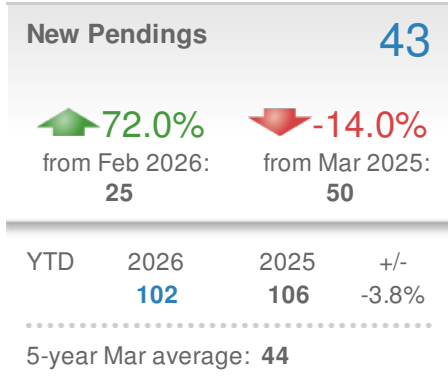 New Pendings 43
72.0% -14.0%
from Feb 2026: from Mar 2025:
25 50
YTD 2026 2025 +/-
102 106 -3.8%
5-year Mar average: 44